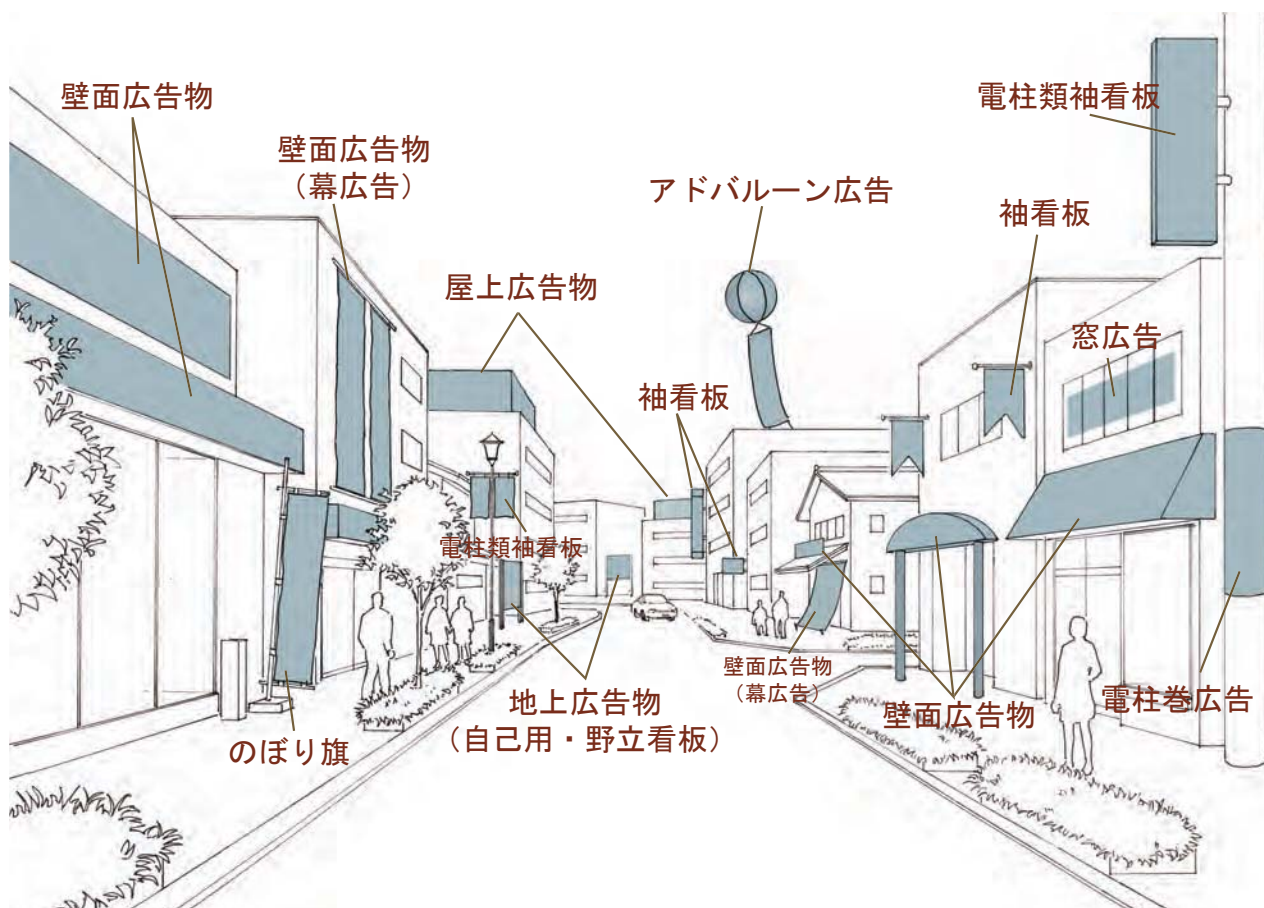 壁面広告物
電柱類袖看板
壁面広告物
（幕広告）
アドバルーン広告
袖看板
屋上広告物
窓広告
袖看板
電柱類袖看板
壁面広告物
（幕広告）
地上広告物
（自己用・野立看板）
壁面広告物
電柱巻広告
のぼり旗